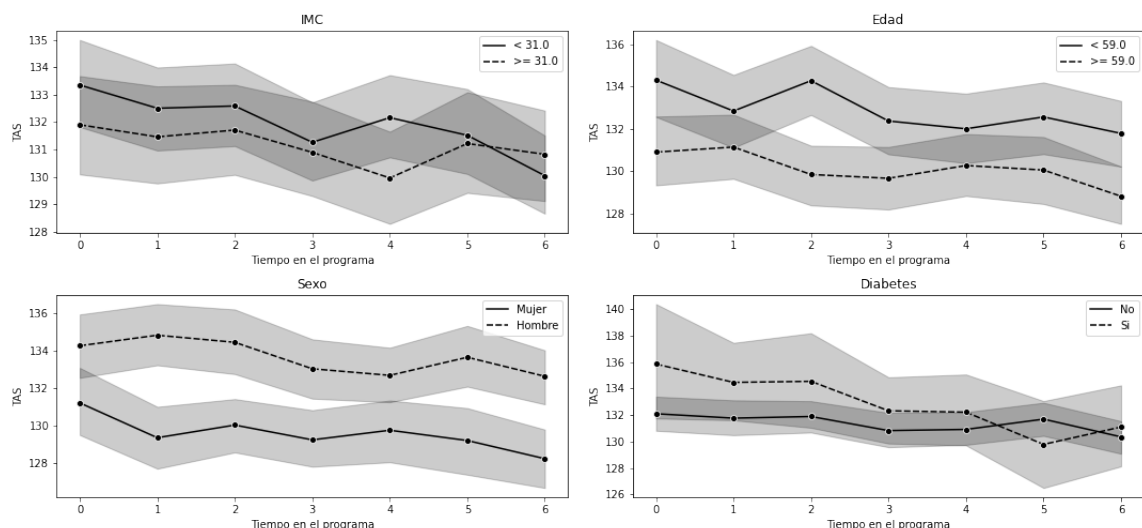 IMC
135
134
133
132
131
130
129
128
TAS
< 31.0
>= 31.0
0 1 2 3 4 5 6
Tiempo en el programa
Edad
136
134
132
130
128
TAS
< 59.0
>= 59.0
0 1 2 3 4 5 6
Tiempo en el programa
Sexo
136
134
132
130
128
TAS
Mujer
Hombre
0 1 2 3 4 5 6
Tiempo en el programa
Diabetes
140
138
136
134
132
130
128
126
TAS
No
Si
0 1 2 3 4 5 6
Tiempo en el programa